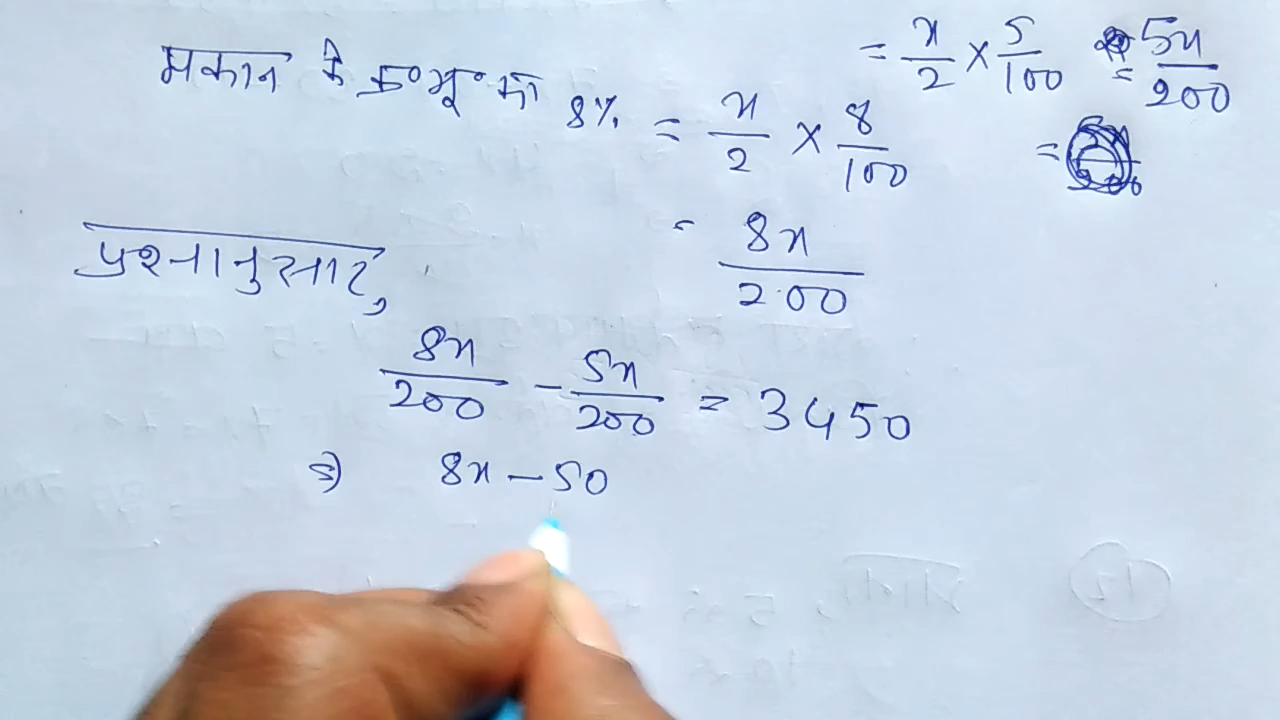 = x/2 × 5/100 = 5x/200
मकान के क्र०मू० का 8% = x/2 × 8/100 =
= 8x/200
प्रश्नानुसार,
8x/200 - 5x/200 = 3450
⇒ 8x - 50